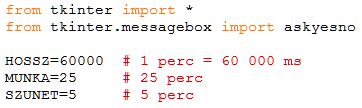 from tkinter import *
from tkinter.messagebox import askyesno
HOSSZ=60000  # 1 perc = 60 000 ms
MUNKA=25     # 25 perc
SZUNET=5     # 5 perc